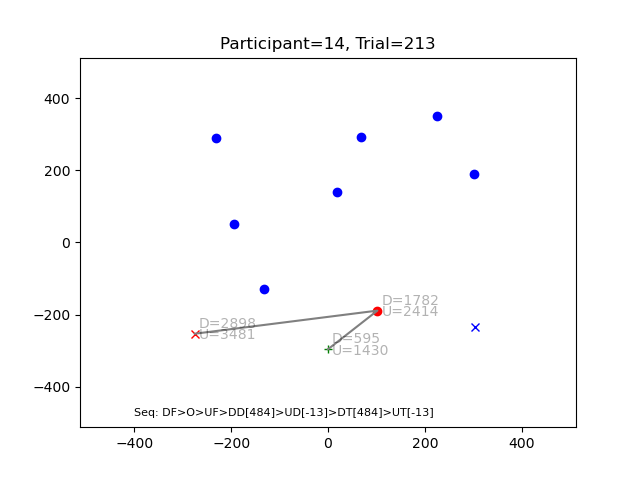 Participant=14, Trial=213
400
200
0
−200
−400
D=1782
U=2414
D=2898
U=3481
D=595
U=1430
Seq: DF>O>UF>DD[484]>UD[-13]>DT[484]>UT[-13]
−400 −200 0 200 400